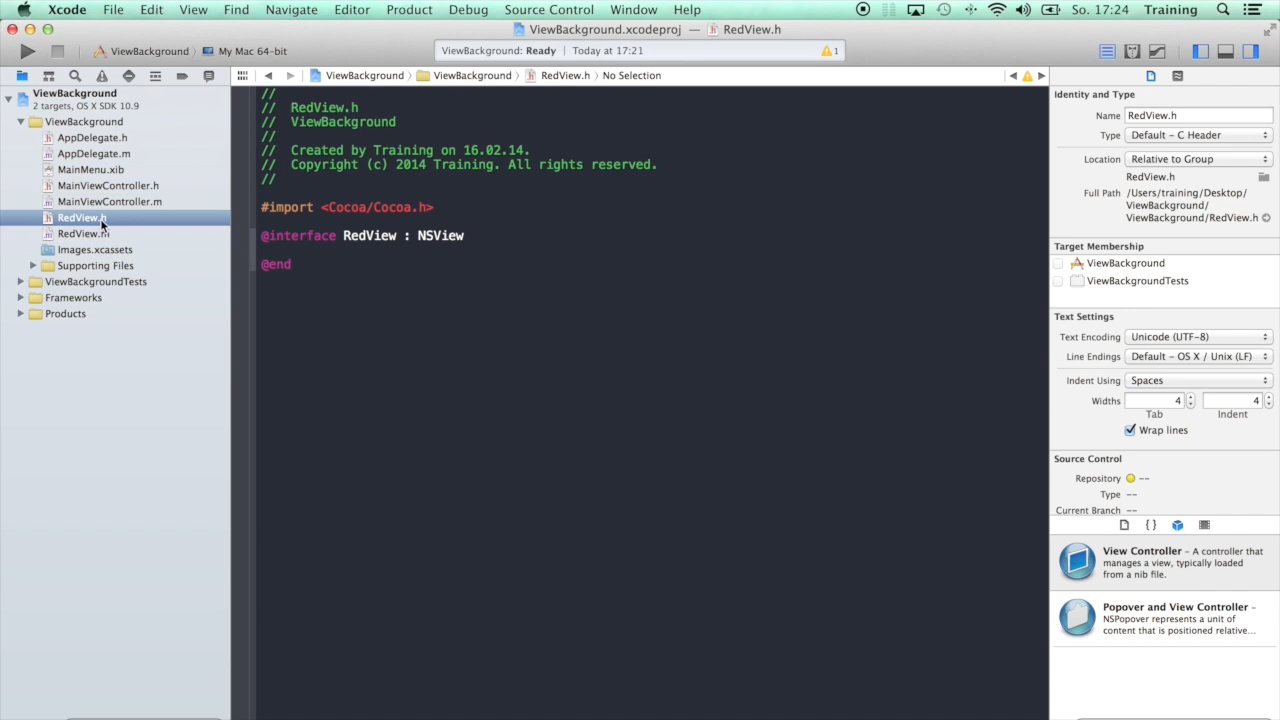 Xcode File Edit View Find Navigate Editor Product Debug Source Control Window Help So. 17:24 Training
ViewBackground.xcodeproj — RedView.h
ViewBackground My Mac 64-bit ViewBackground: Ready | Today at 17:21 1
ViewBackground ViewBackground RedView.h No Selection
ViewBackground
2 targets, OS X SDK 10.9
ViewBackground
AppDelegate.h
AppDelegate.m
MainMenu.xib
MainViewController.h
MainViewController.m
RedView.h
RedView.m
Images.xcassets
Supporting Files
ViewBackgroundTests
Frameworks
Products
//
// RedView.h
// ViewBackground
//
// Created by Training on 16.02.14.
// Copyright (c) 2014 Training. All rights reserved.
//
#import <Cocoa/Cocoa.h>
@interface RedView : NSView
@end
Identity and Type
Name RedView.h
Type Default - C Header
Location Relative to Group
RedView.h
Full Path /Users/training/Desktop/
ViewBackground/
ViewBackground/RedView.h
Target Membership
ViewBackground
ViewBackgroundTests
Text Settings
Text Encoding Unicode (UTF-8)
Line Endings Default - OS X / Unix (LF)
Indent Using Spaces
Widths 4 4
Tab Indent
Wrap lines
Source Control
Repository --
Type --
Current Branch --
{ }
View Controller - A controller that
manages a view, typically loaded
from a nib file.
Popover and View Controller -
NSPopover represents a unit of
content that is positioned relative...